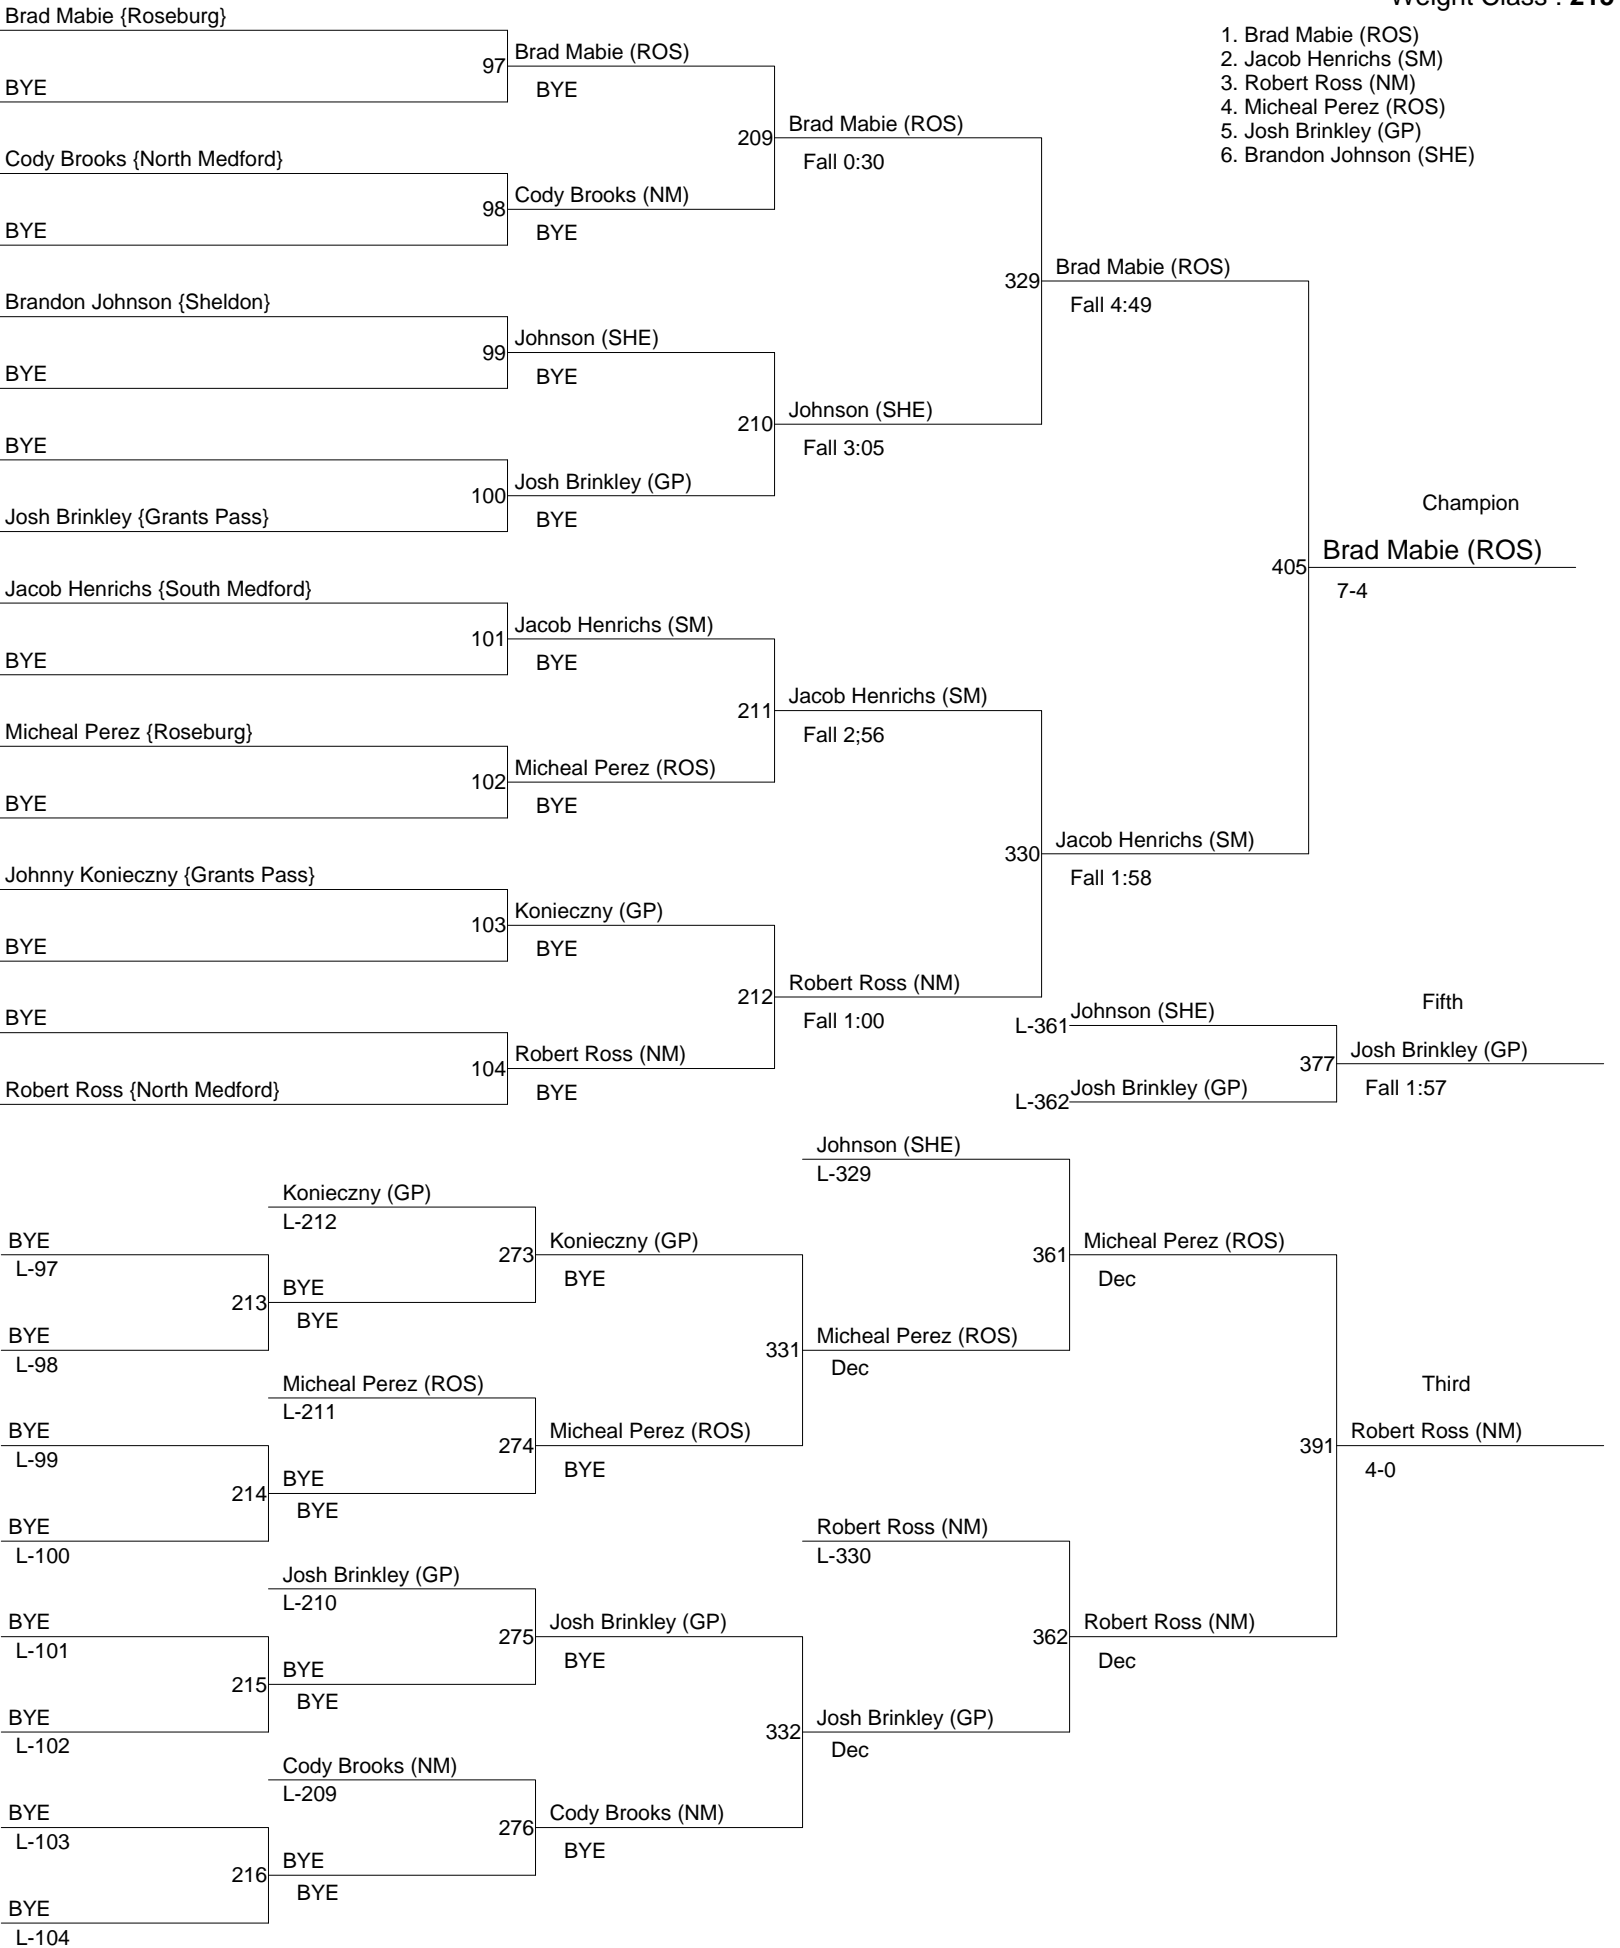 Weight Class : 215
1. Brad Mabie (ROS)
2. Jacob Henrichs (SM)
3. Robert Ross (NM)
4. Micheal Perez (ROS)
5. Josh Brinkley (GP)
6. Brandon Johnson (SHE)
Brad Mabie {Roseburg}
BYE
97
Cody Brooks {North Medford}
BYE
98
Brandon Johnson {Sheldon}
BYE
99
BYE
Josh Brinkley {Grants Pass}
100
Jacob Henrichs {South Medford}
BYE
101
Micheal Perez {Roseburg}
BYE
102
Johnny Konieczny {Grants Pass}
BYE
103
BYE
Robert Ross {North Medford}
104
Brad Mabie (ROS)
BYE
209
Cody Brooks (NM)
BYE
Johnson (SHE)
BYE
210
Josh Brinkley (GP)
BYE
Jacob Henrichs (SM)
BYE
211
Micheal Perez (ROS)
BYE
Konieczny (GP)
BYE
212
Robert Ross (NM)
BYE
Brad Mabie (ROS)
Fall 0:30
329
Johnson (SHE)
Fall 3:05
Jacob Henrichs (SM)
Fall 2;56
330
Robert Ross (NM)
Fall 1:00
Brad Mabie (ROS)
Fall 4:49
405
Jacob Henrichs (SM)
Fall 1:58
Champion
Brad Mabie (ROS)
7-4
Fifth
L-361
Johnson (SHE)
377
L-362
Josh Brinkley (GP)
Josh Brinkley (GP)
Fall 1:57
BYE
L-97
213
BYE
L-98
BYE
L-99
214
BYE
L-100
BYE
L-101
215
BYE
L-102
BYE
L-103
216
BYE
L-104
Konieczny (GP)
L-212
273
BYE
BYE
Micheal Perez (ROS)
L-211
274
BYE
BYE
Josh Brinkley (GP)
L-210
275
BYE
BYE
Cody Brooks (NM)
L-209
276
BYE
BYE
Konieczny (GP)
BYE
331
Micheal Perez (ROS)
BYE
Josh Brinkley (GP)
BYE
332
Cody Brooks (NM)
BYE
Johnson (SHE)
L-329
361
Micheal Perez (ROS)
Dec
Robert Ross (NM)
L-330
362
Josh Brinkley (GP)
Dec
Micheal Perez (ROS)
Dec
391
Robert Ross (NM)
Dec
Third
Robert Ross (NM)
4-0